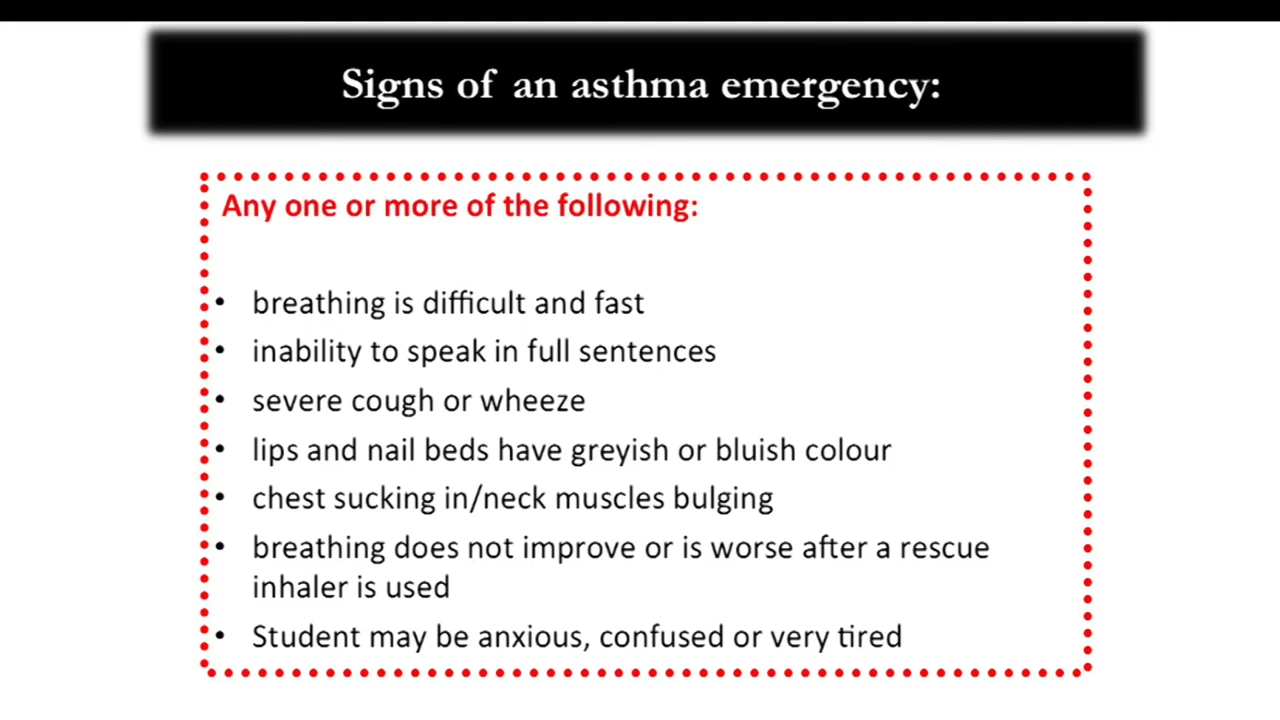 Signs of an asthma emergency:
Any one or more of the following:
• breathing is difficult and fast
• inability to speak in full sentences
• severe cough or wheeze
• lips and nail beds have greyish or bluish colour
• chest sucking in/neck muscles bulging
• breathing does not improve or is worse after a rescue
inhaler is used
• Student may be anxious, confused or very tired